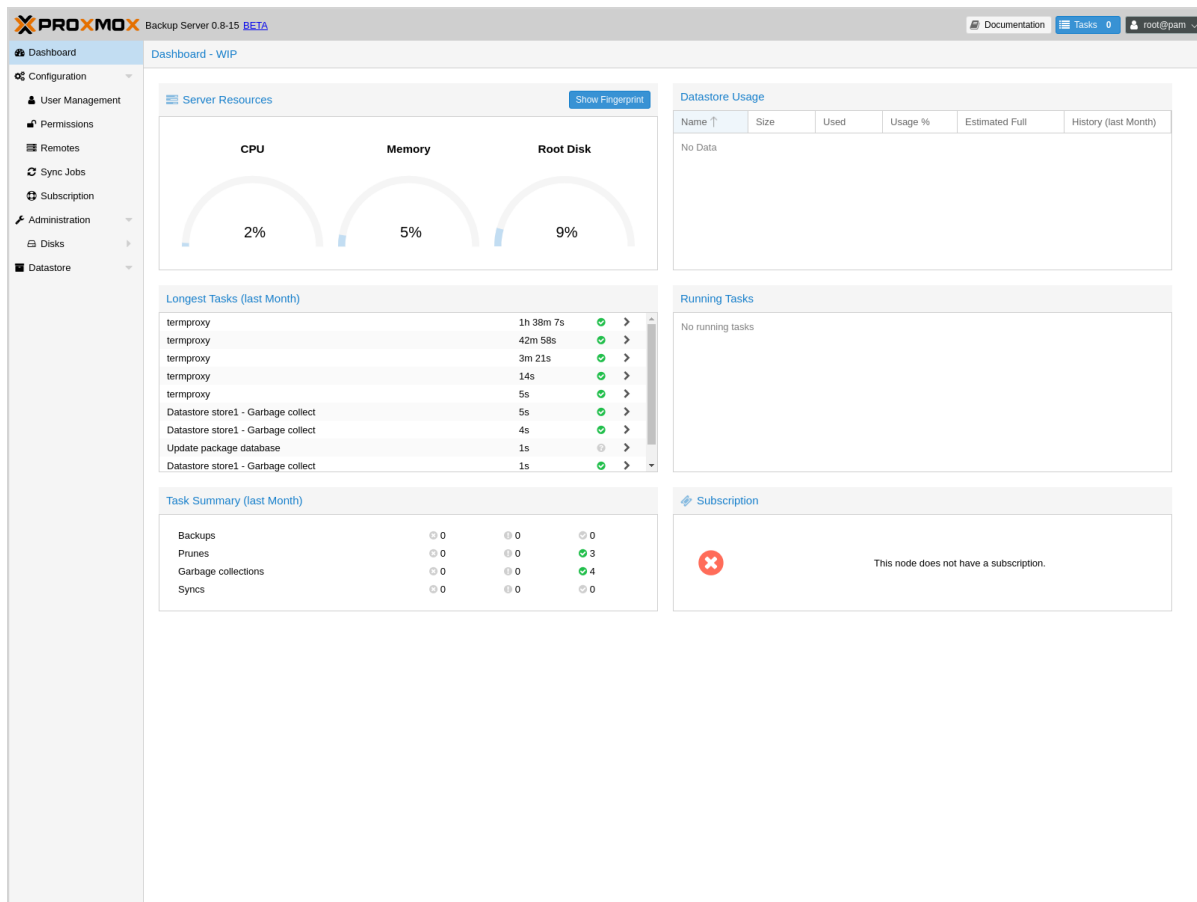 PROXMOX Backup Server 0.8-15 BETA
Documentation
Tasks 0
root@pam
Dashboard
Configuration
User Management
Permissions
Remotes
Sync Jobs
Subscription
Administration
Disks
Datastore
Dashboard - WIP
Server Resources
Show Fingerprint
CPU Memory Root Disk
2% 5% 9%
Datastore Usage
Name Size Used Usage % Estimated Full History (last Month)
No Data
Longest Tasks (last Month)
termproxy 1h 38m 7s
termproxy 42m 58s
termproxy 3m 21s
termproxy 14s
termproxy 5s
Datastore store1 - Garbage collect 5s
Datastore store1 - Garbage collect 4s
Update package database 1s
Datastore store1 - Garbage collect 1s
Running Tasks
No running tasks
Task Summary (last Month)
Backups 0 0 0
Prunes 0 0 3
Garbage collections 0 0 4
Syncs 0 0 0
Subscription
This node does not have a subscription.